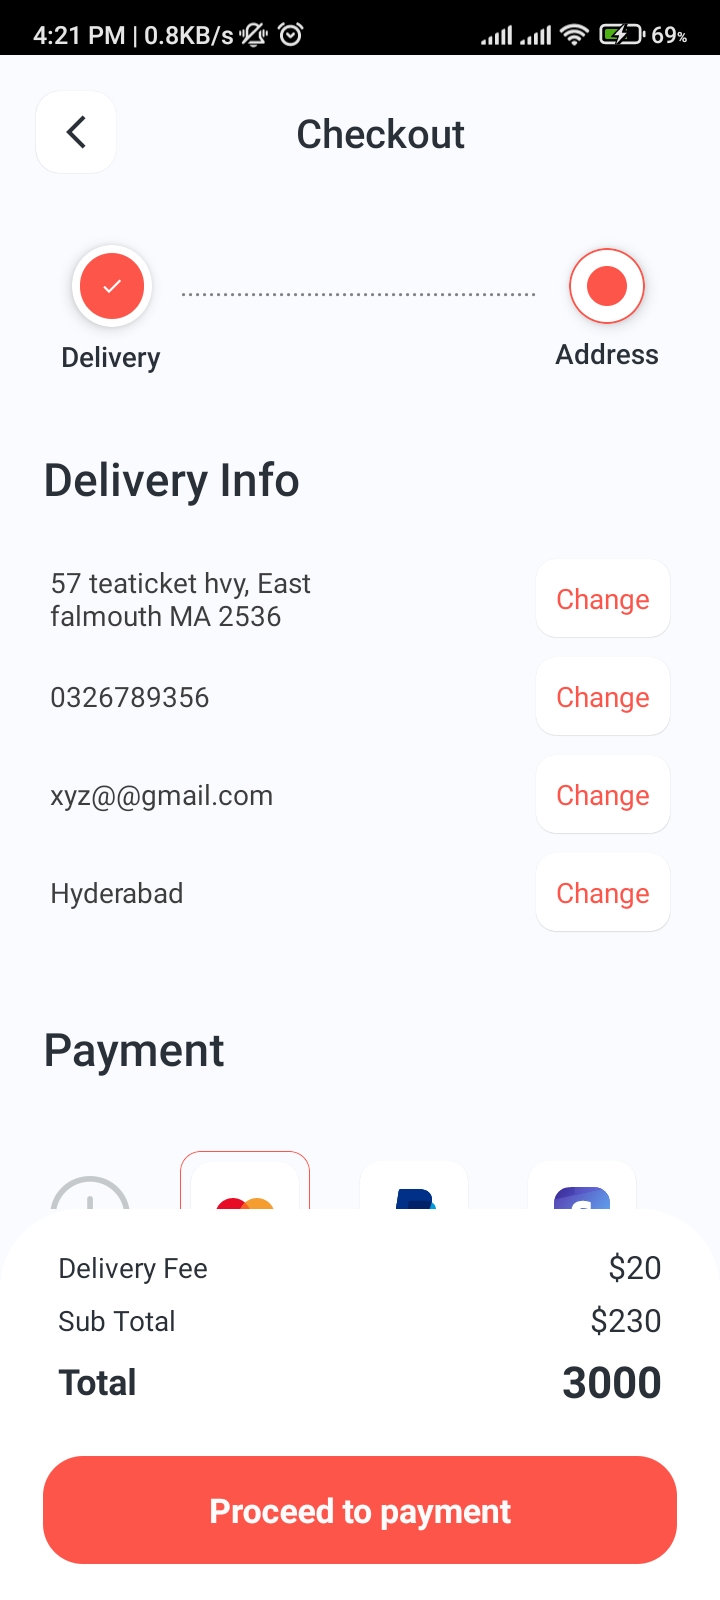 4:21 PM | 0.8KB/s 69%
Checkout
Delivery
Address
Delivery Info
57 teaticket hvy, East
falmouth MA 2536
Change
0326789356
Change
xyz@@gmail.com
Change
Hyderabad
Change
Payment
Delivery Fee $20
Sub Total $230
Total 3000
Proceed to payment